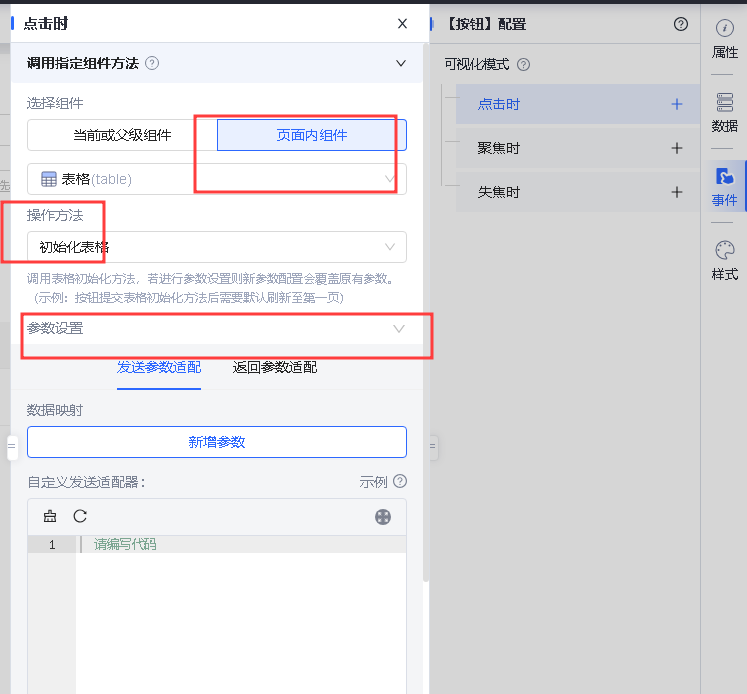 点击时
调用指定组件方法
选择组件
当前或父级组件 页面内组件
表格(table)
操作方法
初始化表格
调用表格初始化方法，若进行参数设置则新参数配置会覆盖原有参数。
（示例：按钮提交表格初始化方法后需要默认刷新至第一页）
参数设置
发送参数适配 返回参数适配
数据映射
新增参数
自定义发送适配器： 示例
1 请编写代码
【按钮】配置
可视化模式
点击时
聚焦时
失焦时
属性
数据
事件
样式